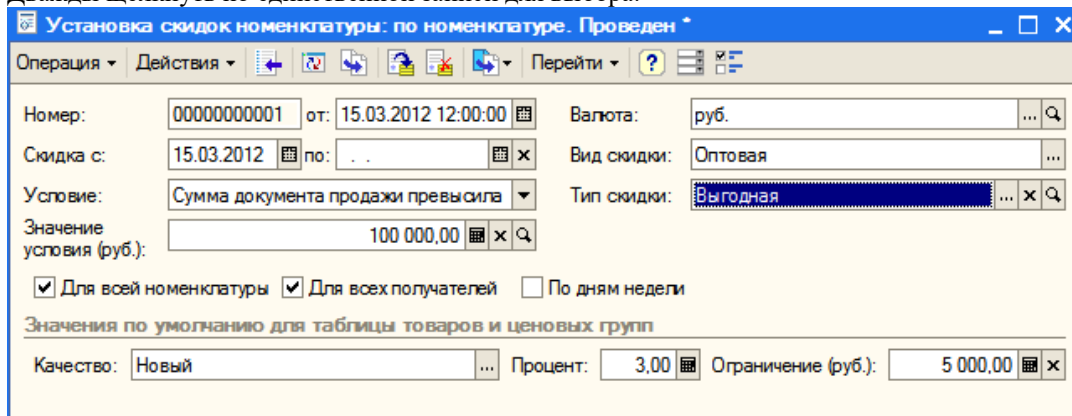 Установка скидок номенклатуры: по номенклатуре. Проведен *
Операция Действия Перейти ?
Номер: 00000000001 от: 15.03.2012 12:00:00 Валюта: руб. ...
Скидка с: 15.03.2012 по: . . Вид скидки: Оптовая ...
Условие: Сумма документа продажи превысила Тип скидки: Выгодная ...
Значение
условия (руб.): 100 000,00
Для всей номенклатуры Для всех получателей По дням недели
Значения по умолчанию для таблицы товаров и ценовых групп
Качество: Новый ... Процент: 3,00 Ограничение (руб.): 5 000,00